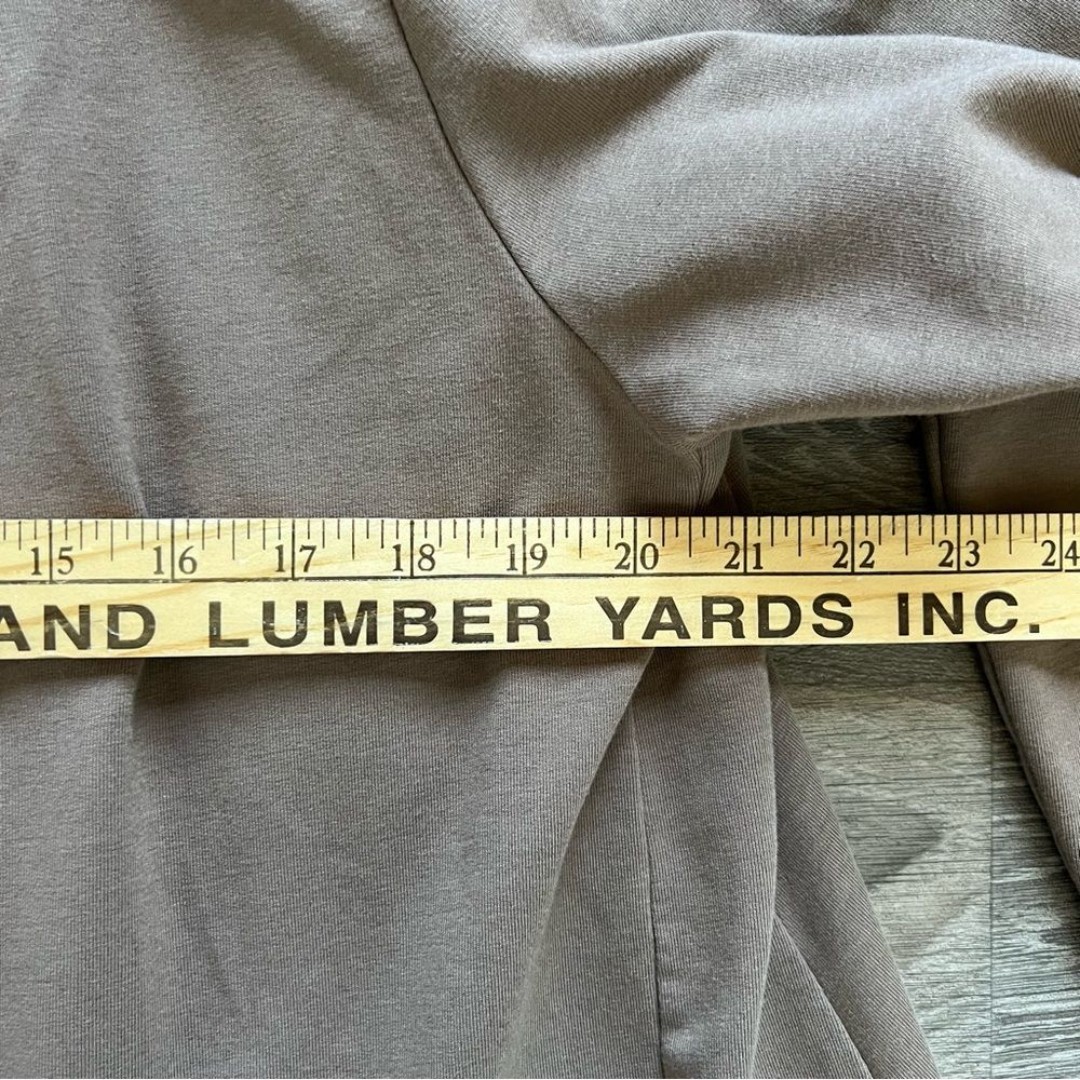 15 16 17 18 19 20 21 22 23 24
AND LUMBER YARDS INC.